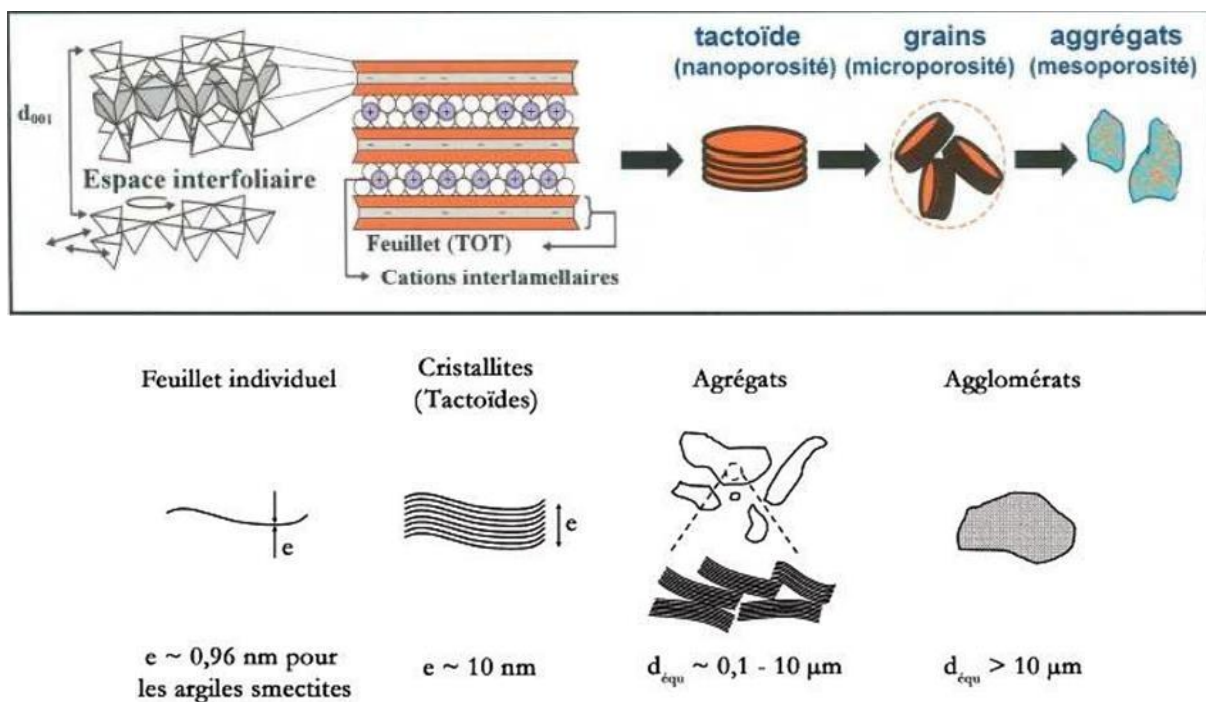 tactoïde
(nanoporosité)
grains
(microporosité)
aggrégats
(mesoporosité)
d001
Espace interfoliaire
Feuillet (TOT)
Cations interlamellaires
Feuillet individuel
Cristallites
(Tactoïdes)
Agrégats
Agglomérats
e
e
e ~ 0,96 nm pour
les argiles smectites
e ~ 10 nm
déqu ~ 0,1 - 10 µm
déqu > 10 µm